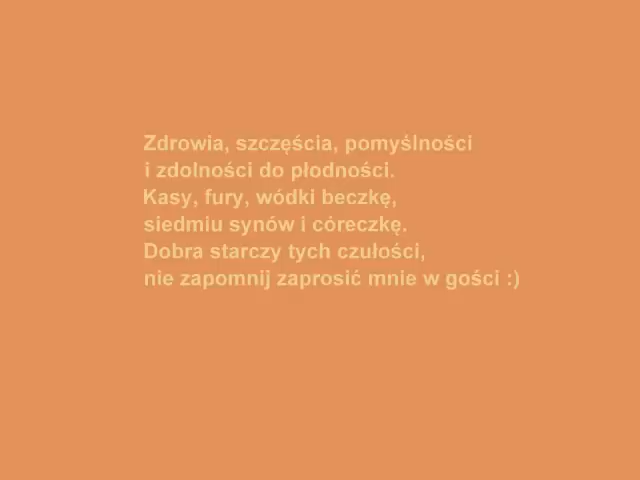 Zdrowia, szczęścia, pomyślności
i zdolności do płodności.
Kasy, fury, wódki beczkę,
siedmiu synów i córeczkę.
Dobra starczy tych czułości,
nie zapomnij zaprosić mnie w gości :)